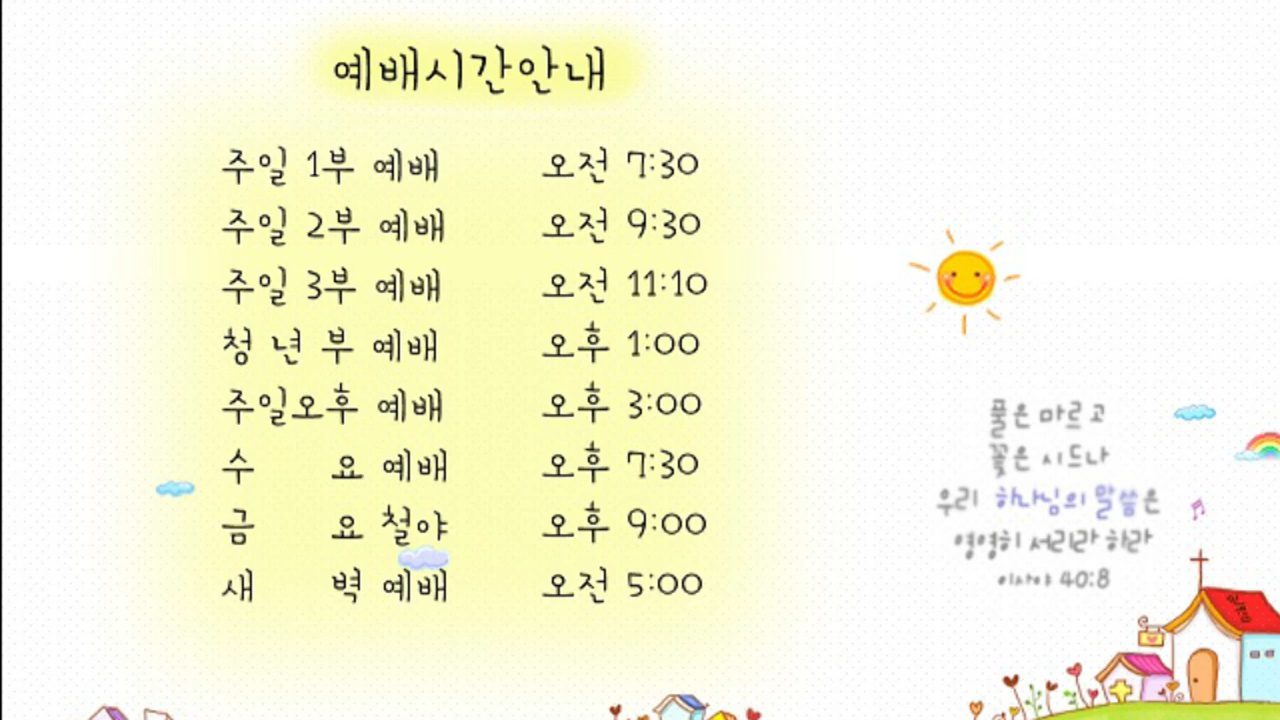 예배시간안내
주일 1부 예배 오전 7:30
주일 2부 예배 오전 9:30
주일 3부 예배 오전 11:10
청 년 부 예배 오후 1:00
주일오후 예배 오후 3:00
수 요 예배 오후 7:30
금 요 철야 오후 9:00
새 벽 예배 오전 5:00
풀은 마르고
꽃은 시드나
우리 하나님의 말씀은
영영히 서리라 하라
이사야 40:8